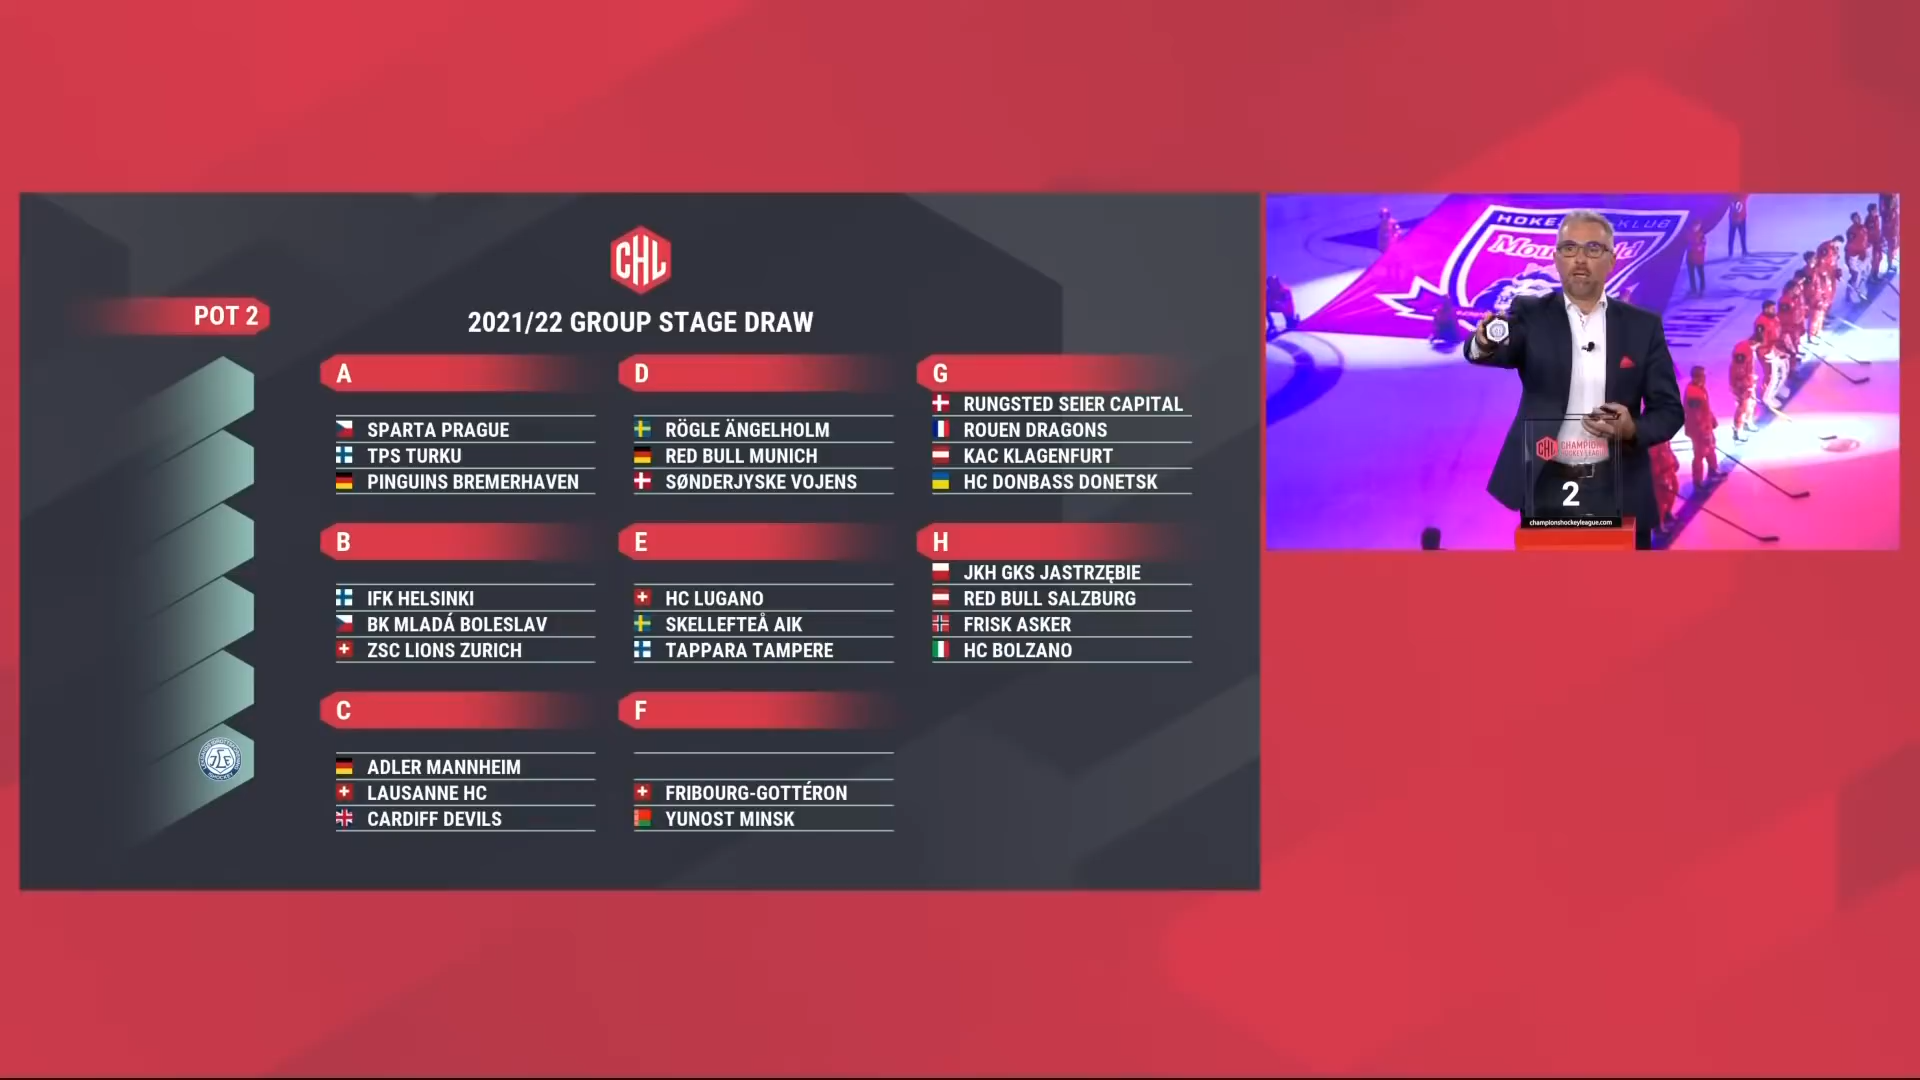 CHL
2021/22 GROUP STAGE DRAW
POT 2
A
SPARTA PRAGUE
TPS TURKU
PINGUINS BREMERHAVEN
B
IFK HELSINKI
BK MLADÁ BOLESLAV
ZSC LIONS ZURICH
C
ADLER MANNHEIM
LAUSANNE HC
CARDIFF DEVILS
D
RÖGLE ÄNGELHOLM
RED BULL MUNICH
SØNDERJYSKE VOJENS
E
HC LUGANO
SKELLEFTEÅ AIK
TAPPARA TAMPERE
F
FRIBOURG-GOTTÉRON
YUNOST MINSK
G
RUNGSTED SEIER CAPITAL
ROUEN DRAGONS
KAC KLAGENFURT
HC DONBASS DONETSK
H
JKH GKS JASTRZĘBIE
RED BULL SALZBURG
FRISK ASKER
HC BOLZANO
CHL
2
championshockeyleague.com